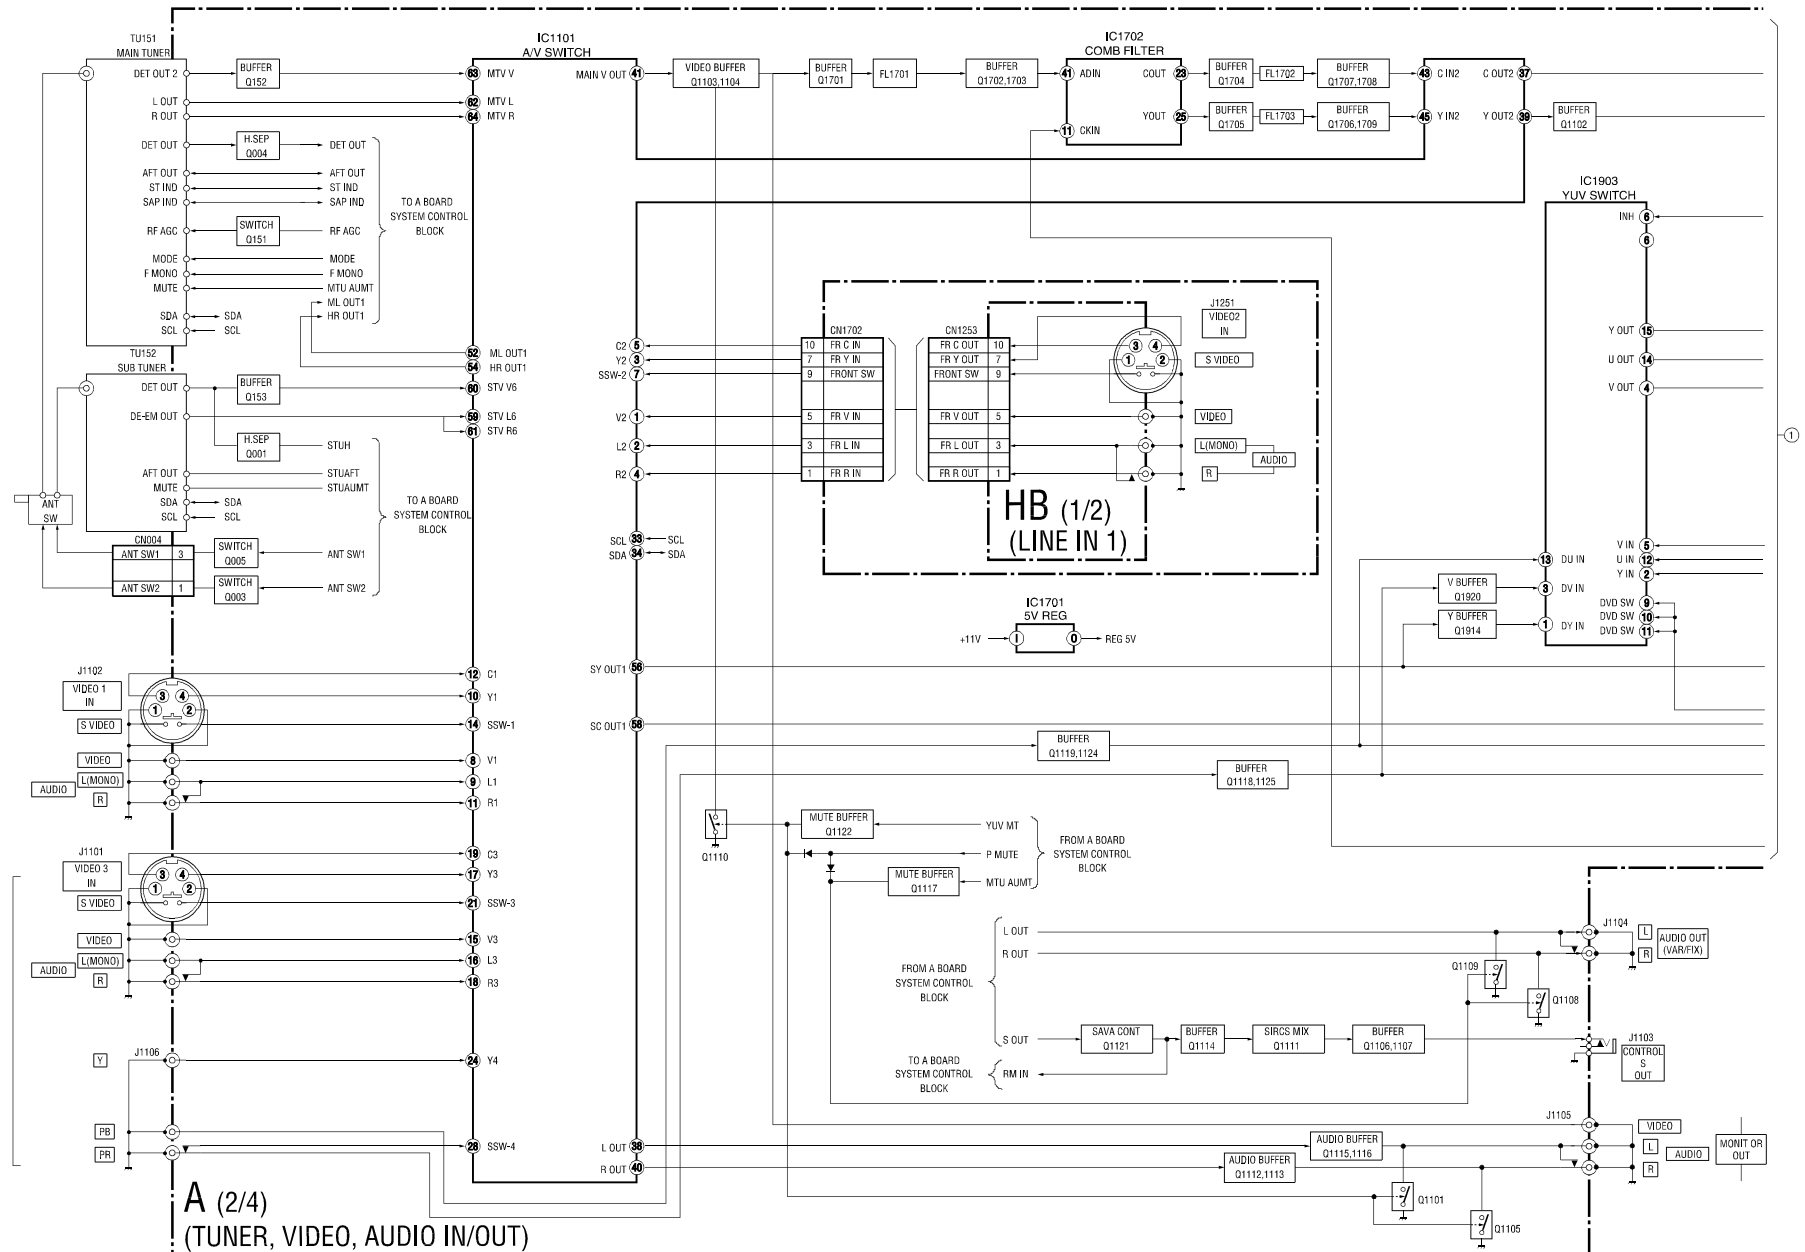 TU151
MAIN TUNER
DET OUT 2
L OUT
R OUT
DET OUT
AFT OUT
ST IND
SAP IND
RF AGC
MODE
F MONO
MUTE
SDA
SCL
BUFFER
Q152
H.SEP
Q004
SWITCH
Q151
DET OUT
AFT OUT
ST IND
SAP IND
RF AGC
MODE
F MONO
MTU AUMT
ML OUT1
HR OUT1
SDA
SCL
TO A BOARD
SYSTEM CONTROL
BLOCK
TU152
SUB TUNER
DET OUT
DE-EM OUT
AFT OUT
MUTE
SDA
SCL
BUFFER
Q153
H.SEP
Q001
STUH
STUAFT
STUAUMT
SDA
SCL
TO A BOARD
SYSTEM CONTROL
BLOCK
ANT
SW
CN004
ANT SW1 3
ANT SW2 1
SWITCH
Q005
SWITCH
Q003
ANT SW1
ANT SW2
J1102
VIDEO 1
IN
S VIDEO
3 4
1 2
VIDEO
L(MONO)
AUDIO
R
J1101
VIDEO 3
IN
S VIDEO
3 4
1 2
VIDEO
L(MONO)
AUDIO
R
Y
J1106
PB
PR
A (2/4)
(TUNER, VIDEO, AUDIO IN/OUT)
IC1101
A/V SWITCH
63 MTV V
62 MTV L
64 MTV R
52 ML OUT1
54 HR OUT1
60 STV V6
59 STV L6
61 STV R6
12 C1
10 Y1
14 SSW-1
8 V1
9 L1
11 R1
19 C3
17 Y3
21 SSW-3
15 V3
16 L3
18 R3
24 Y4
28 SSW-4
MAIN V OUT 41
C2 5
Y2 3
SSW-2 7
V2 1
L2 2
R2 4
SCL 33 SCL
SDA 34 SDA
SY OUT1 56
SC OUT1 58
L OUT 38
R OUT 40
VIDEO BUFFER
Q1103,1104
BUFFER
Q1701
FL1701
BUFFER
Q1702,1703
IC1702
COMB FILTER
41 ADIN
COUT 23
YOUT 25
11 CKIN
BUFFER
Q1704
FL1702
BUFFER
Q1707,1708
BUFFER
Q1705
FL1703
BUFFER
Q1706,1709
43 C IN2
C OUT2 37
45 Y IN2
Y OUT2 39
BUFFER
Q1102
IC1903
YUV SWITCH
INH 6
6
Y OUT 15
U OUT 14
V OUT 4
V IN 5
U IN 12
Y IN 2
DVD SW 9
DVD SW 10
DVD SW 11
13 DU IN
3 DV IN
1 DY IN
V BUFFER
Q1920
Y BUFFER
Q1914
1
CN1702
10 FR C IN
7 FR Y IN
9 FRONT SW
5 FR V IN
3 FR L IN
1 FR R IN
CN1253
FR C OUT 10
FR Y OUT 7
FRONT SW 9
FR V OUT 5
FR L OUT 3
FR R OUT 1
J1251
VIDEO2
IN
S VIDEO
3 4
1 2
VIDEO
L(MONO)
AUDIO
R
HB (1/2)
(LINE IN 1)
IC1701
5V REG
+11V
I
O
REG 5V
BUFFER
Q1119,1124
BUFFER
Q1118,1125
Q1110
MUTE BUFFER
Q1122
YUV MT
P MUTE
MUTE BUFFER
Q1117
MTU AUMT
FROM A BOARD
SYSTEM CONTROL
BLOCK
L OUT
R OUT
FROM A BOARD
SYSTEM CONTROL
BLOCK
S OUT
TO A BOARD
SYSTEM CONTROL
BLOCK
RM IN
SAVA CONT
Q1121
BUFFER
Q1114
SIRCS MIX
Q1111
BUFFER
Q1106,1107
Q1109
Q1108
J1104
L
R
AUDIO OUT
(VAR/FIX)
J1103
CONTROL
S
OUT
J1105
VIDEO
L
AUDIO
R
MONIT OR
OUT
AUDIO BUFFER
Q1115,1116
AUDIO BUFFER
Q1112,1113
Q1101
Q1105